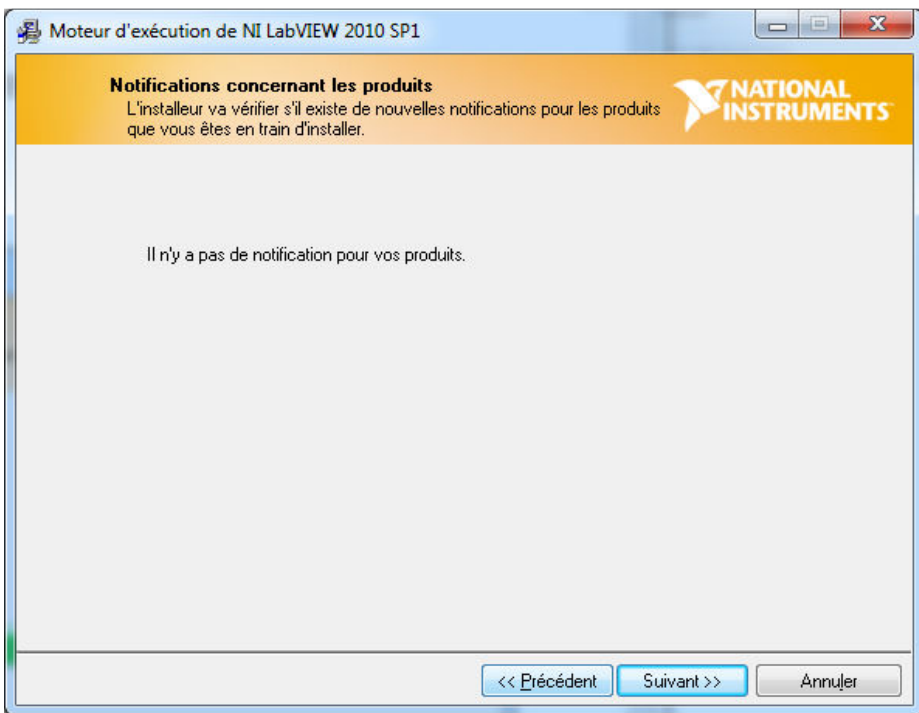 Moteur d'exécution de NI LabVIEW 2010 SP1
Notifications concernant les produits
L'installeur va vérifier s'il existe de nouvelles notifications pour les produits
que vous êtes en train d'installer.
NATIONAL
INSTRUMENTS
Il n'y a pas de notification pour vos produits.
<< Précédent
Suivant >>
Annuler